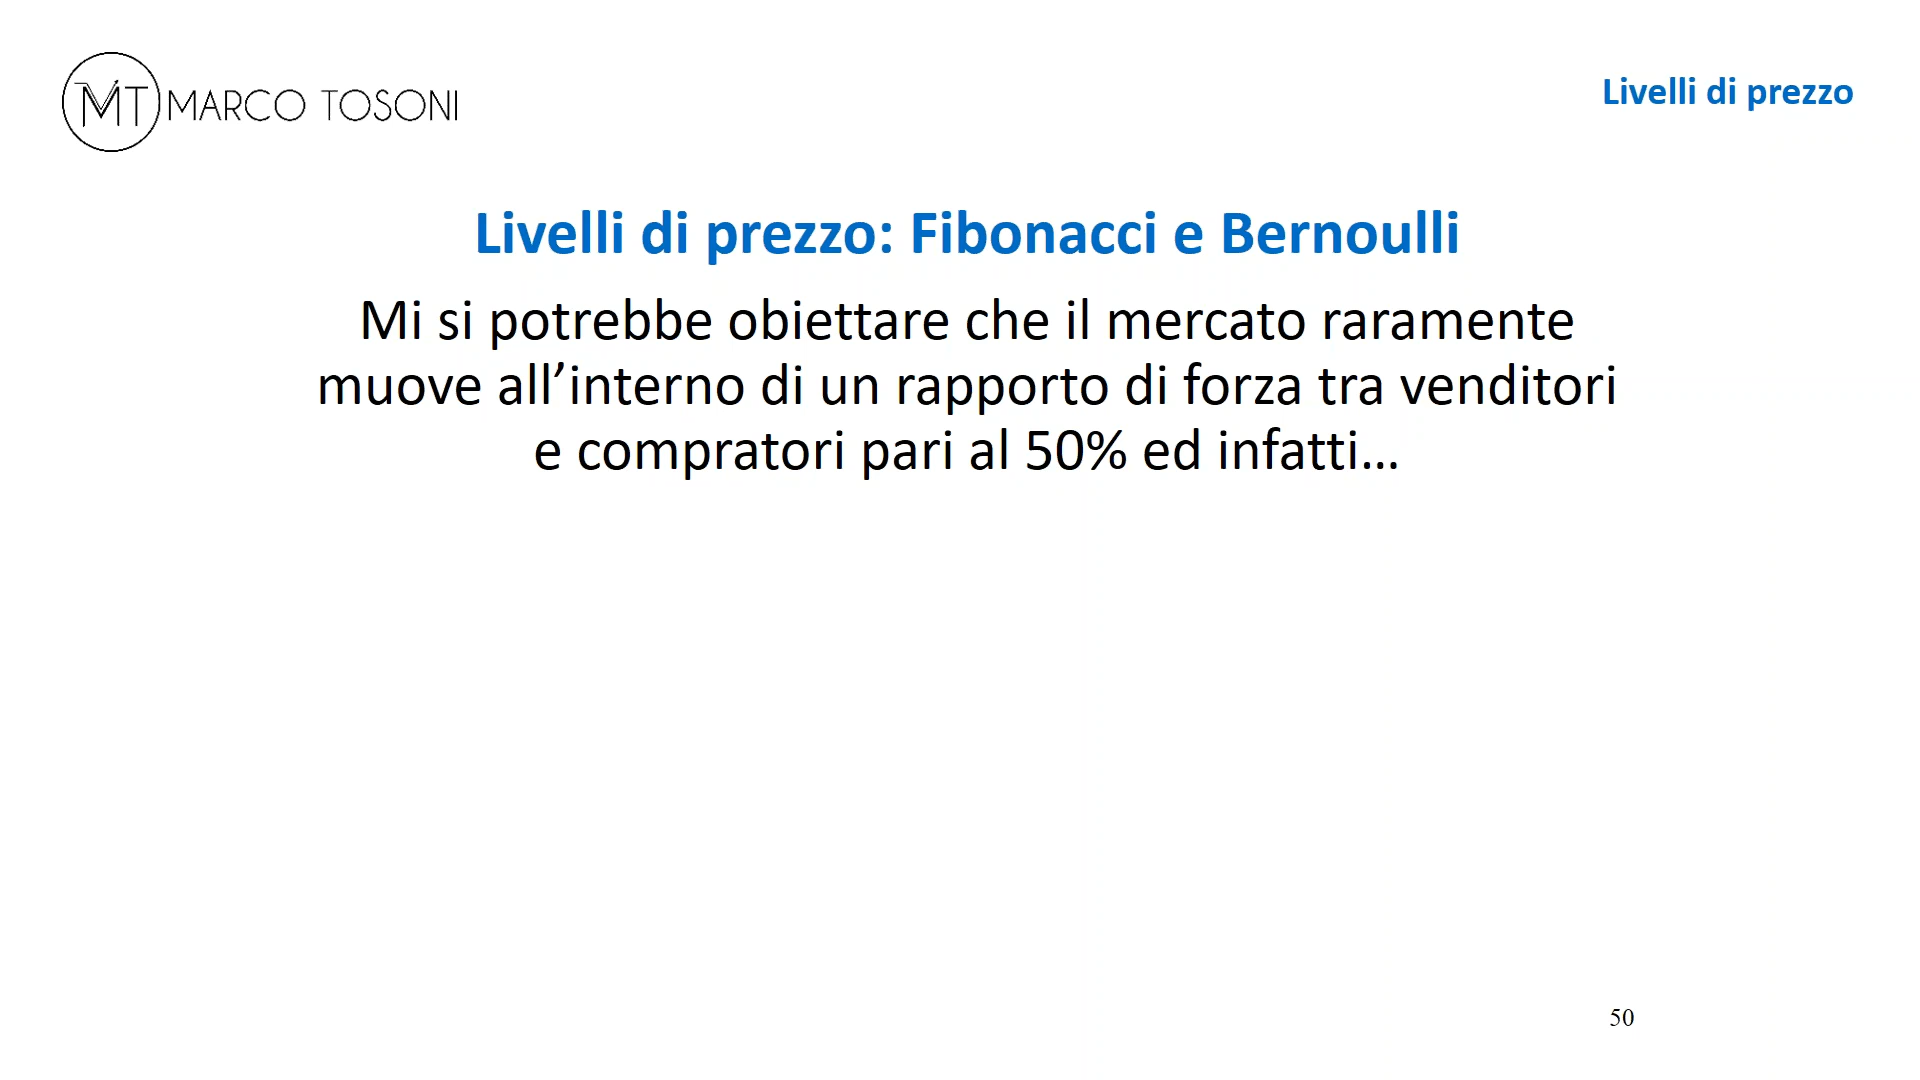 MT MARCO TOSONI
Livelli di prezzo
Livelli di prezzo: Fibonacci e Bernoulli
Mi si potrebbe obiettare che il mercato raramente
muove all’interno di un rapporto di forza tra venditori
e compratori pari al 50% ed infatti…
50